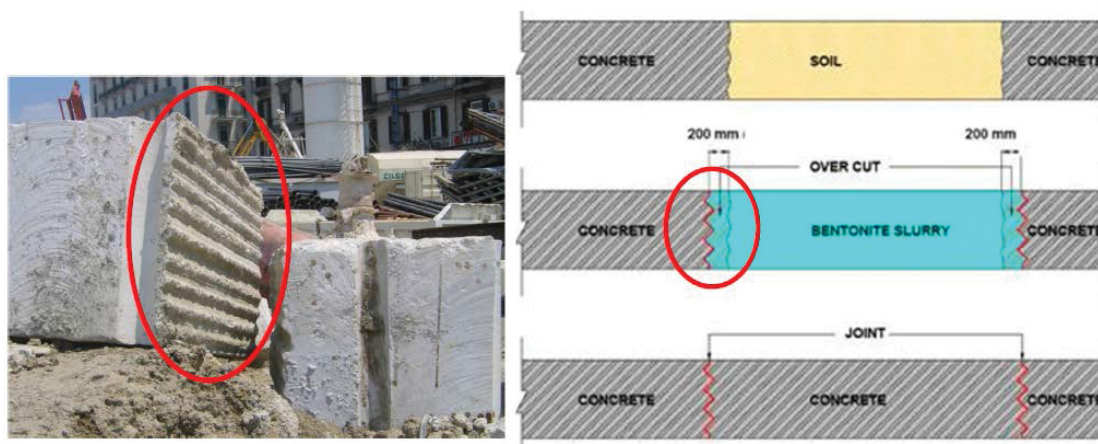 CONCRETE
SOIL
CONCRETE
200 mm
200 mm
OVER CUT
CONCRETE
BENTONITE SLURRY
CONCRETE
JOINT
CONCRETE
CONCRETE
CONCRETE